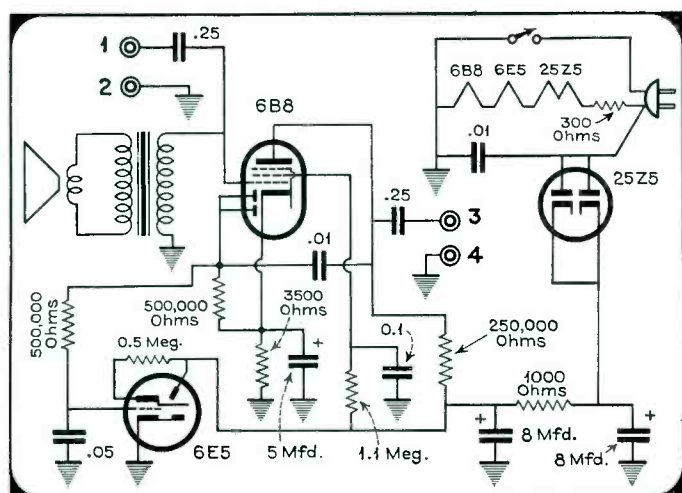 1
.25
2
6B8
6B8
6E5
25Z5
300
Ohms
.01
25Z5
.25
3
4
.01
500,000
Ohms
500,000
Ohms
3500
Ohms
0.1
250,000
Ohms
0.5 Meg.
1000
Ohms
+
+
+
.05
6E5
5 Mfd.
1.1 Meg.
8 Mfd.
8 Mfd.